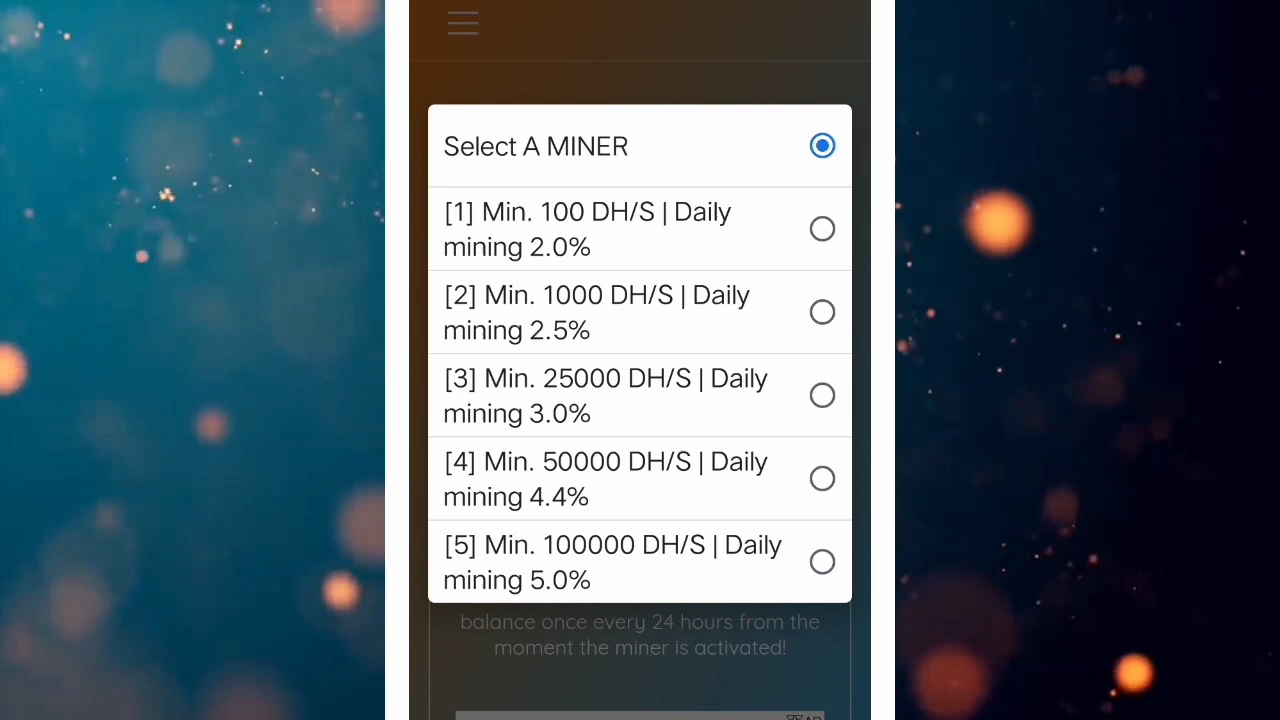 Select A MINER
[1] Min. 100 DH/S | Daily
mining 2.0%
[2] Min. 1000 DH/S | Daily
mining 2.5%
[3] Min. 25000 DH/S | Daily
mining 3.0%
[4] Min. 50000 DH/S | Daily
mining 4.4%
[5] Min. 100000 DH/S | Daily
mining 5.0%
balance once every 24 hours from the
moment the miner is activated!